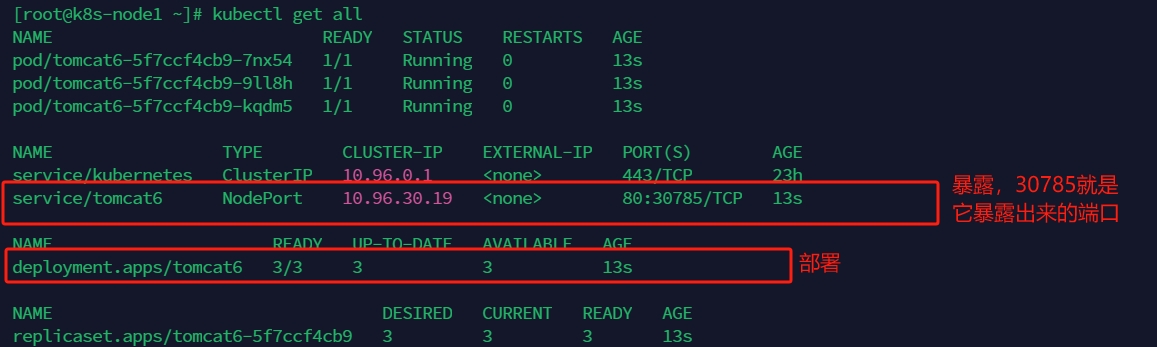 [root@k8s-node1 ~]# kubectl get all
NAME READY STATUS RESTARTS AGE
pod/tomcat6-5f7ccf4cb9-7nx54 1/1 Running 0 13s
pod/tomcat6-5f7ccf4cb9-9ll8h 1/1 Running 0 13s
pod/tomcat6-5f7ccf4cb9-kqdm5 1/1 Running 0 13s
NAME TYPE CLUSTER-IP EXTERNAL-IP PORT(S) AGE
service/kubernetes ClusterIP 10.96.0.1 <none> 443/TCP 23h
service/tomcat6 NodePort 10.96.30.19 <none> 80:30785/TCP 13s
暴露，30785就是
它暴露出来的端口
NAME READY UP-TO-DATE AVAILABLE AGE
deployment.apps/tomcat6 3/3 3 3 13s
部署
NAME DESIRED CURRENT READY AGE
replicaset.apps/tomcat6-5f7ccf4cb9 3 3 3 13s